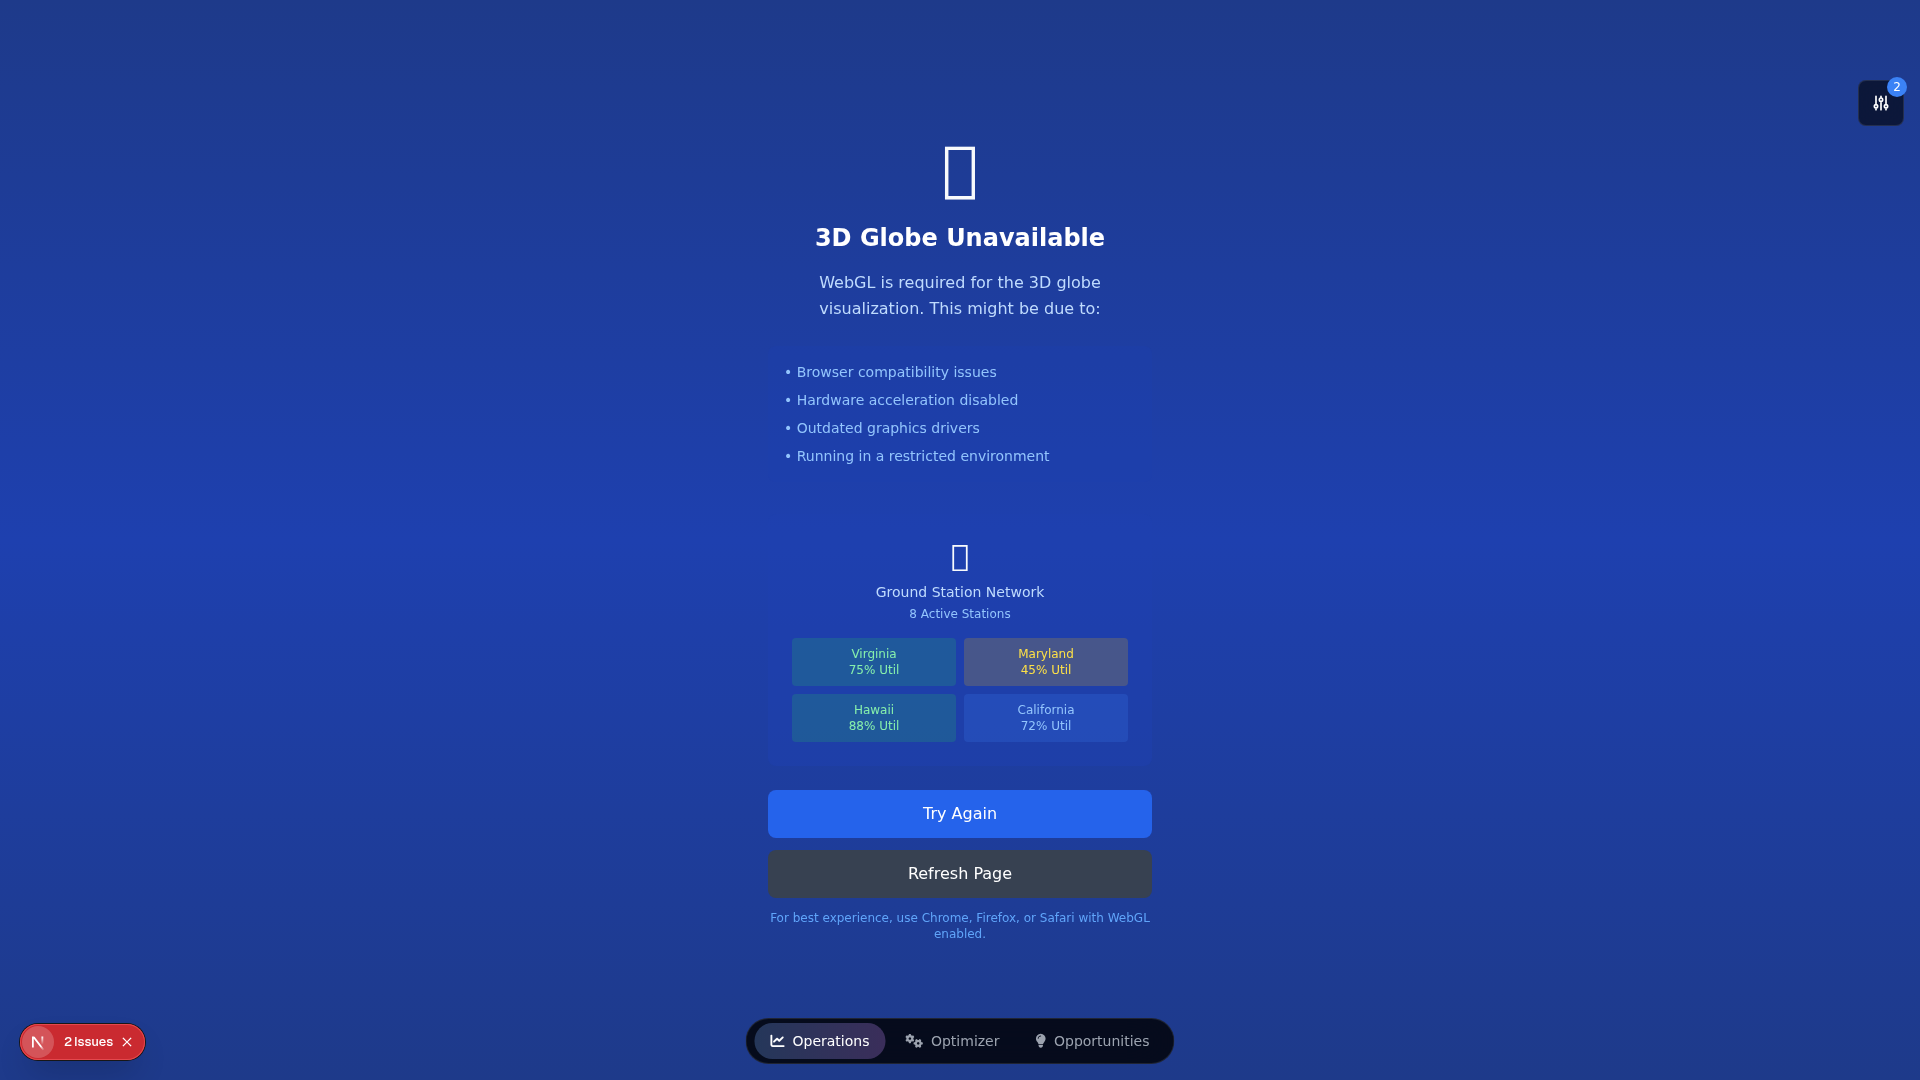 2
3D Globe Unavailable
WebGL is required for the 3D globe
visualization. This might be due to:
• Browser compatibility issues
• Hardware acceleration disabled
• Outdated graphics drivers
• Running in a restricted environment
Ground Station Network
8 Active Stations
Virginia
75% Util
Maryland
45% Util
Hawaii
88% Util
California
72% Util
Try Again
Refresh Page
For best experience, use Chrome, Firefox, or Safari with WebGL
enabled.
N 2 Issues
Operations
Optimizer
Opportunities